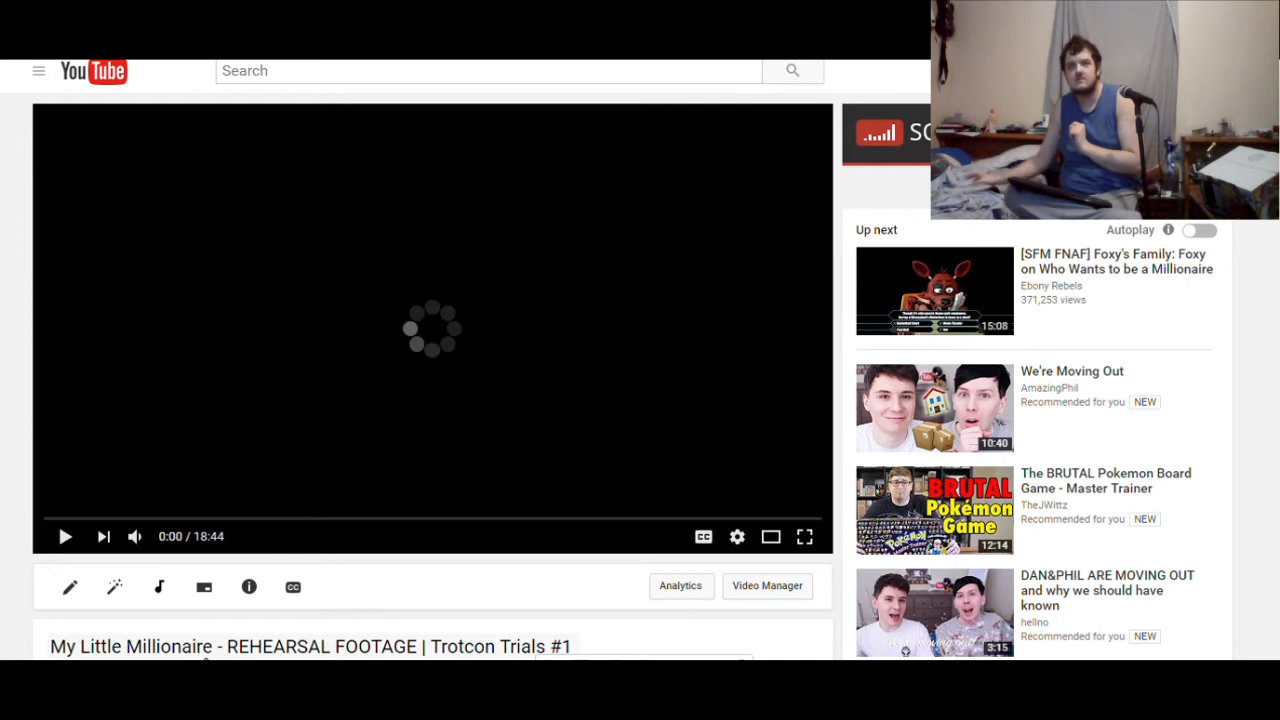 YouTube
Search
SC
0:00 / 18:44
CC
CC
Analytics
Video Manager
My Little Millionaire - REHEARSAL FOOTAGE | Trotcon Trials #1
Up next
Autoplay
[SFM FNAF] Foxy's Family: Foxy
on Who Wants to be a Millionaire
Ebony Rebels
371,253 views
15:08
We're Moving Out
AmazingPhil
Recommended for you NEW
10:40
The BRUTAL Pokemon Board
Game - Master Trainer
TheJWittz
Recommended for you NEW
BRUTAL
Pokémon
Game
12:14
DAN&PHIL ARE MOVING OUT
and why we should have
known
hellno
Recommended for you NEW
3:15